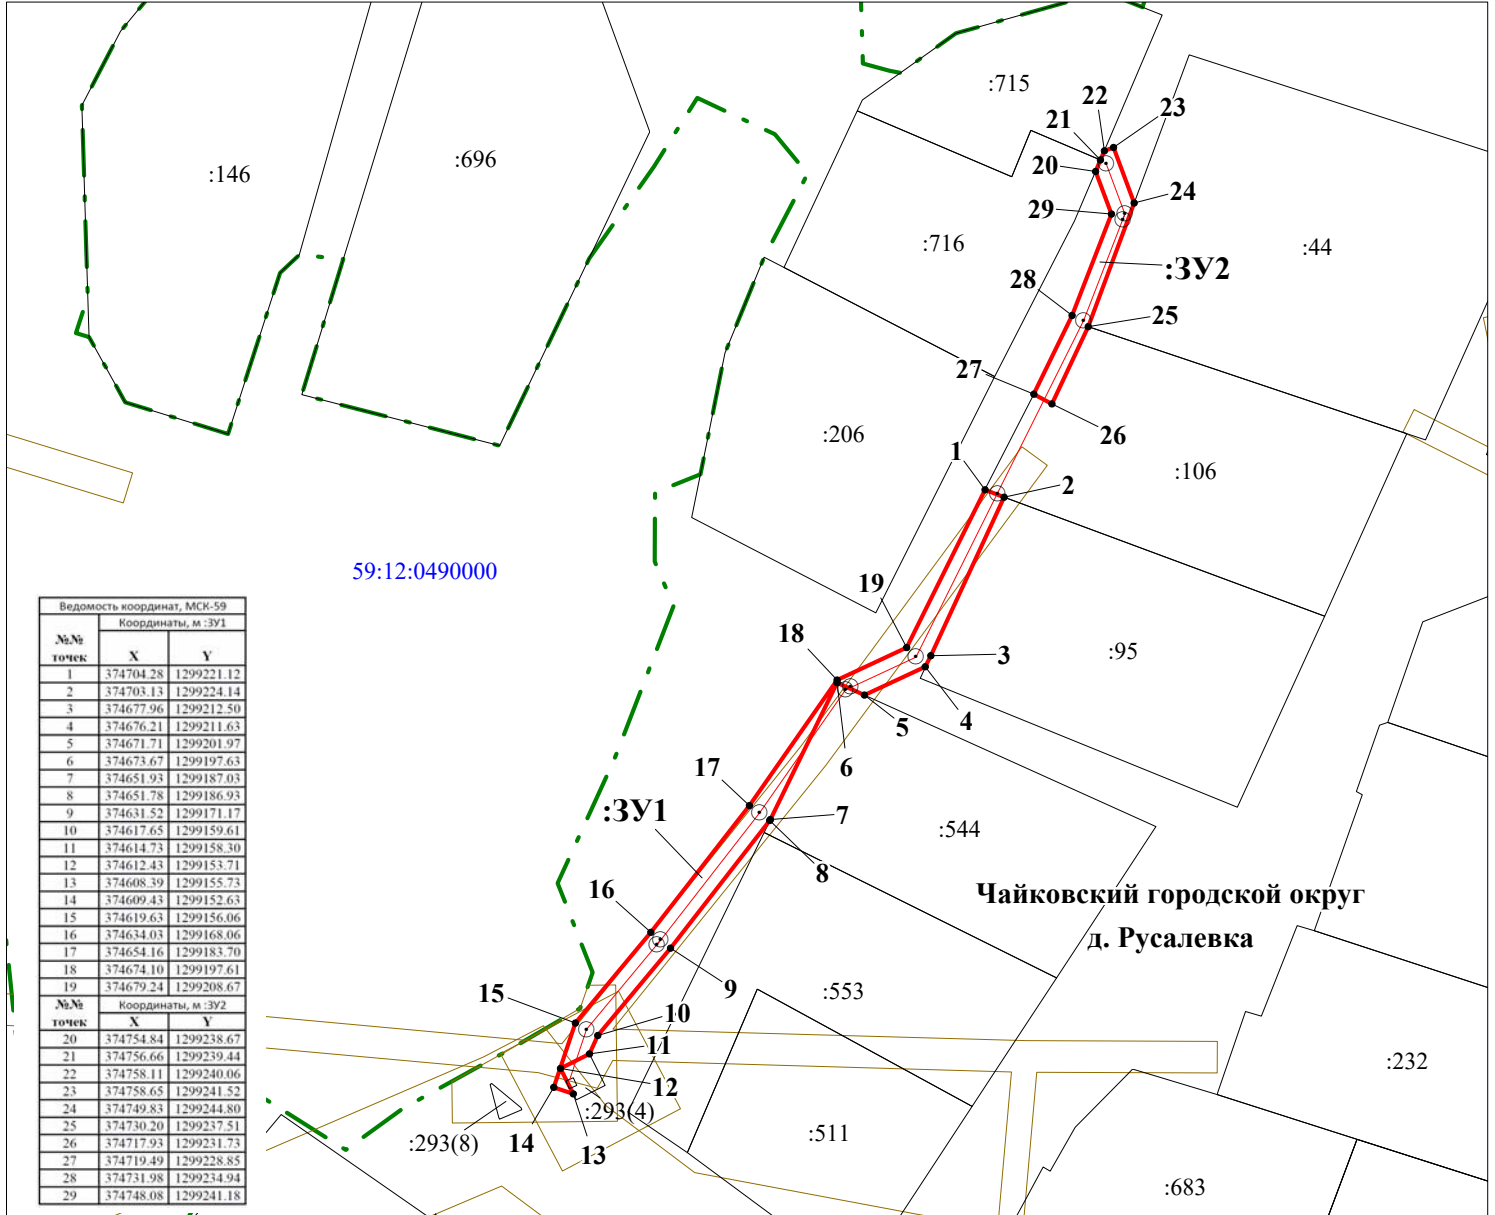 :715
22
23
21
:696
20
:146
24
29
:716
:44
:ЗУ2
28
25
27
26
:206
1
:106
2
59:12:0490000
19
18
3
:95
4
5
6
17
:ЗУ1
7
:544
8
Чайковский городской округ
16
д. Русалевка
9
:553
15
10
11
:232
12
:293(4)
:293(8)
14
:511
13
:683
Ведомость координат, МСК-59
№№ точек
Координаты, м :ЗУ1
X Y
1 374704.28 1299221.12
2 374703.13 1299224.14
3 374677.96 1299212.50
4 374676.21 1299211.63
5 374671.71 1299201.97
6 374673.67 1299197.63
7 374651.93 1299187.03
8 374651.78 1299186.93
9 374631.52 1299171.17
10 374617.65 1299159.61
11 374614.73 1299158.30
12 374612.43 1299153.71
13 374608.39 1299155.73
14 374609.43 1299152.63
15 374619.63 1299156.06
16 374634.03 1299168.06
17 374654.16 1299183.70
18 374674.10 1299197.61
19 374679.24 1299208.67
№№ точек
Координаты, м :ЗУ2
X Y
20 374754.84 1299238.67
21 374756.66 1299239.44
22 374758.11 1299240.06
23 374758.65 1299241.52
24 374749.83 1299244.80
25 374730.20 1299237.51
26 374717.93 1299231.73
27 374719.49 1299228.85
28 374731.98 1299234.94
29 374748.08 1299241.18